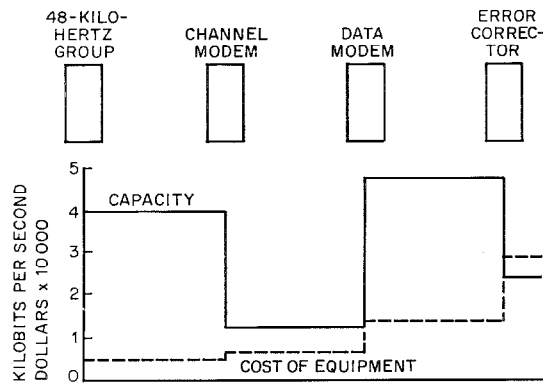 48-KILO-
HERTZ
GROUP
CHANNEL
MODEM
DATA
MODEM
ERROR
CORREC-
TOR
KILOBITS PER SECOND
DOLLARS x 10 000
5
4
3
2
1
0
CAPACITY
COST OF EQUIPMENT